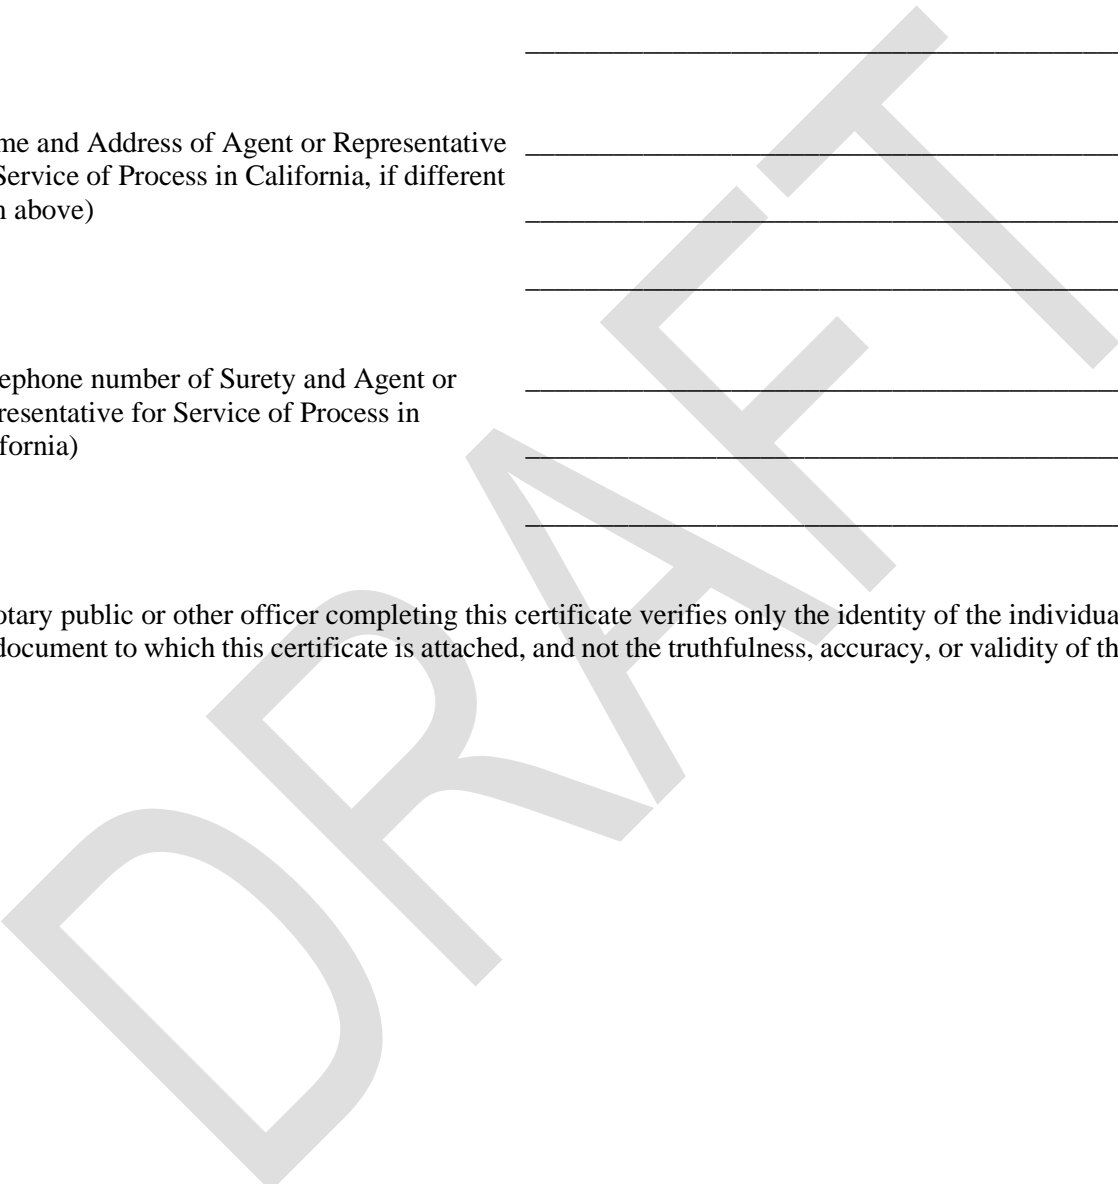 me and Address of Agent or Representative
Service of Process in California, if different
above)
ephone number of Surety and Agent or
resentative for Service of Process in
fornia)
otary public or other officer completing this certificate verifies only the identity of the individua
document to which this certificate is attached, and not the truthfulness, accuracy, or validity of th
DRAFT